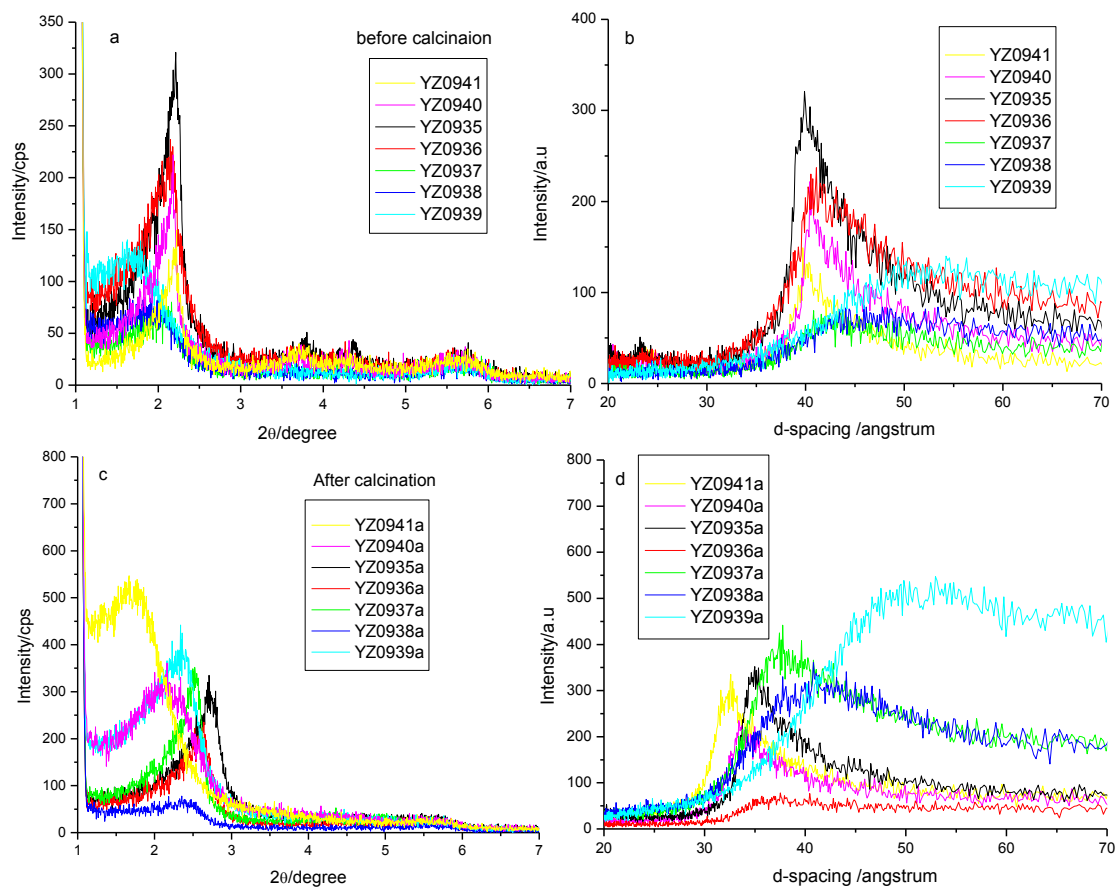 a
before calcinaion
YZ0941
YZ0940
YZ0935
YZ0936
YZ0937
YZ0938
YZ0939
350
300
250
200
150
100
50
0
Intensity/cps
1 2 3 4 5 6 7
2θ/degree
b
YZ0941
YZ0940
YZ0935
YZ0936
YZ0937
YZ0938
YZ0939
400
300
200
100
0
Intensity/a.u
20 30 40 50 60 70
d-spacing /angstrum
c
After calcination
YZ0941a
YZ0940a
YZ0935a
YZ0936a
YZ0937a
YZ0938a
YZ0939a
800
700
600
500
400
300
200
100
0
Intensity/cps
1 2 3 4 5 6 7
2θ/degree
d
YZ0941a
YZ0940a
YZ0935a
YZ0936a
YZ0937a
YZ0938a
YZ0939a
800
700
600
500
400
300
200
100
0
Intensity/a.u
20 30 40 50 60 70
d-spacing /angstrum